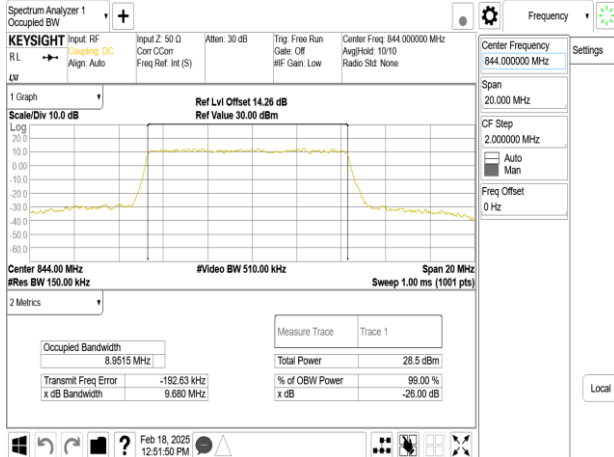 Spectrum Analyzer 1
Occupied BW
+
Frequency
KEYSIGHT
RL
LXI
Input: RF
Coupling: DC
Align: Auto
Input Z: 50 Ω
Corr CCorr
Freq Ref: Int (S)
Atten: 30 dB
Trig: Free Run
Gate: Off
#IF Gain: Low
Center Freq: 844.000000 MHz
Avg|Hold: 10/10
Radio Std: None
Center Frequency
844.000000 MHz
Settings
Span
20.000 MHz
CF Step
2.000000 MHz
Auto
Man
Freq Offset
0 Hz
Local
1 Graph
Scale/Div 10.0 dB
Ref Lvl Offset 14.26 dB
Ref Value 30.00 dBm
Log
20.0
10.0
0.00
-10.0
-20.0
-30.0
-40.0
-50.0
-60.0
Center 844.00 MHz
#Res BW 150.00 kHz
#Video BW 510.00 kHz
Span 20 MHz
Sweep 1.00 ms (1001 pts)
2 Metrics
Measure Trace Trace 1
Occupied Bandwidth
8.9515 MHz
Total Power 28.5 dBm
Transmit Freq Error -192.63 kHz
% of OBW Power 99.00 %
x dB Bandwidth 9.680 MHz
x dB -26.00 dB
?
Feb 18, 2025
12:51:50 PM